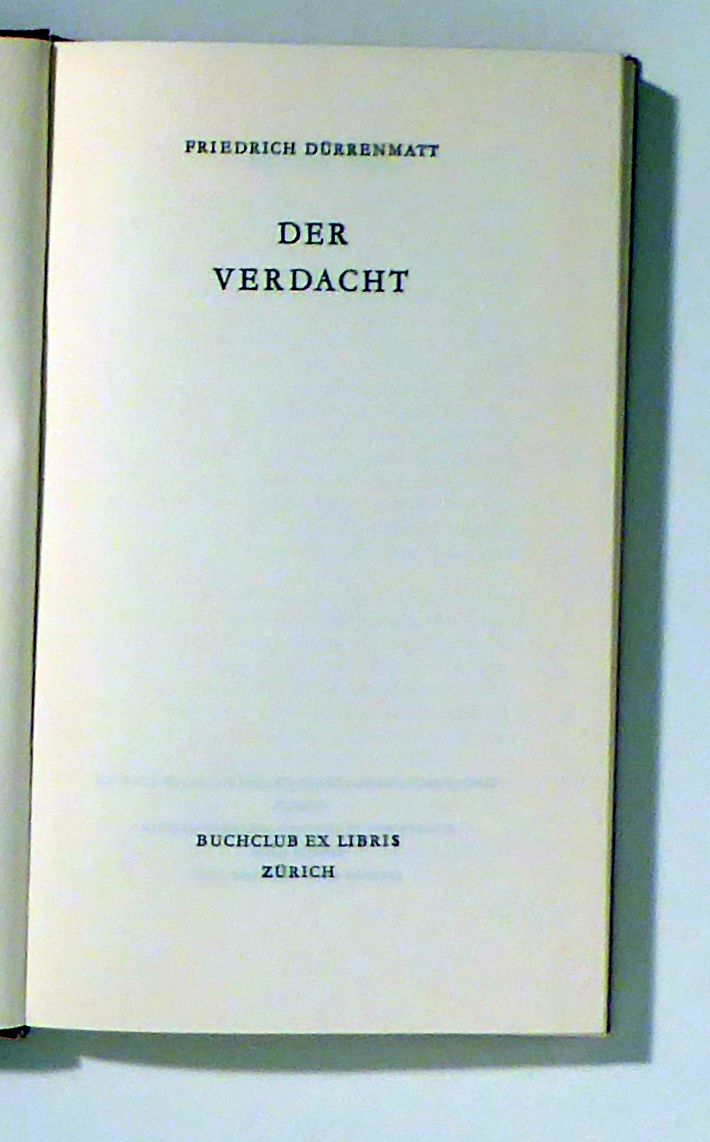 FRIEDRICH DÜRRENMATT
DER
VERDACHT
BUCHCLUB EX LIBRIS
ZÜRICH